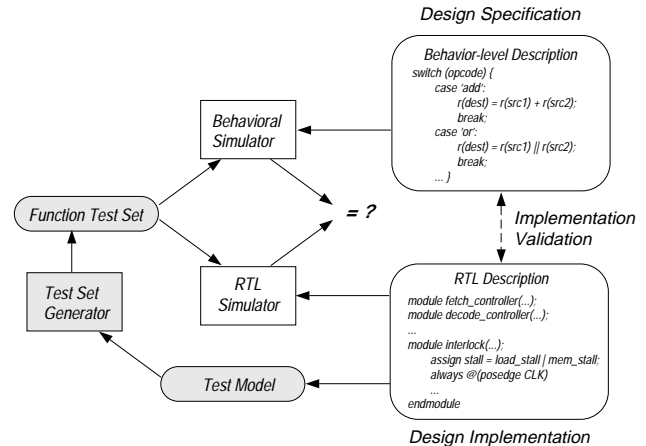 Design Specification
Behavior-level Description
switch (opcode) {
case 'add':
r(dest) = r(src1) + r(src2);
break;
case 'or':
r(dest) = r(src1) || r(src2);
break;
... }
Behavioral
Simulator
Function Test Set
= ?
Implementation
Validation
Test Set
Generator
RTL
Simulator
RTL Description
module fetch_controller(...);
module decode_controller(...);
...
module interlock(...);
assign stall = load_stall | mem_stall;
always @(posedge CLK)
...
endmodule
Test Model
Design Implementation